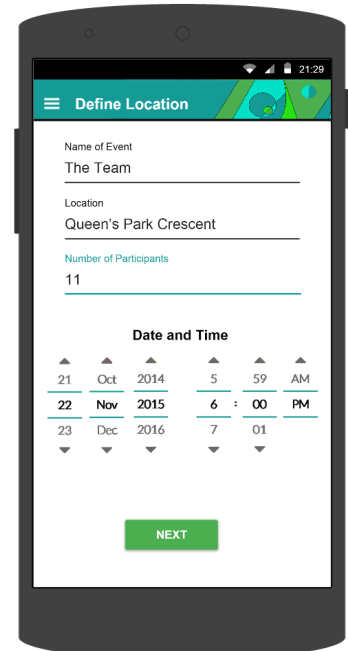 21:29
Define Location
Name of Event
The Team
Location
Queen's Park Crescent
Number of Participants
11
Date and Time
21 Oct 2014 5 59 AM
22 Nov 2015 6 : 00 PM
23 Dec 2016 7 01
NEXT